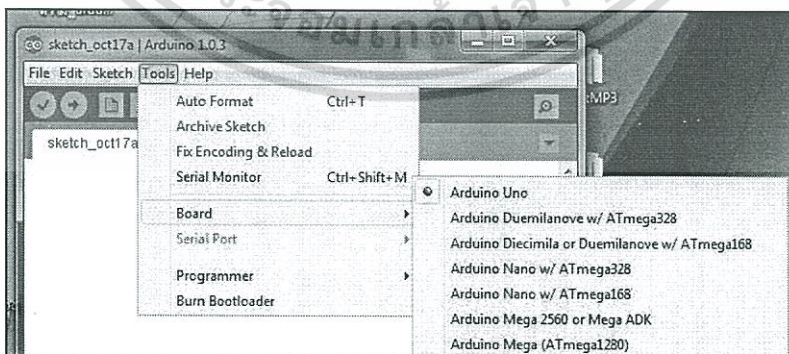 sketch_oct17a | Arduino 1.0.3
File Edit Sketch Tools Help
Auto Format Ctrl+T
Archive Sketch
sketch_oct17a
Fix Encoding & Reload
Serial Monitor Ctrl+Shift+M
Board
Serial Port
Programmer
Burn Bootloader
Arduino Uno
Arduino Duemilanove w/ ATmega328
Arduino Diecimila or Duemilanove w/ ATmega168
Arduino Nano w/ ATmega328
Arduino Nano w/ ATmega168
Arduino Mega 2560 or Mega ADK
Arduino Mega (ATmega1280)